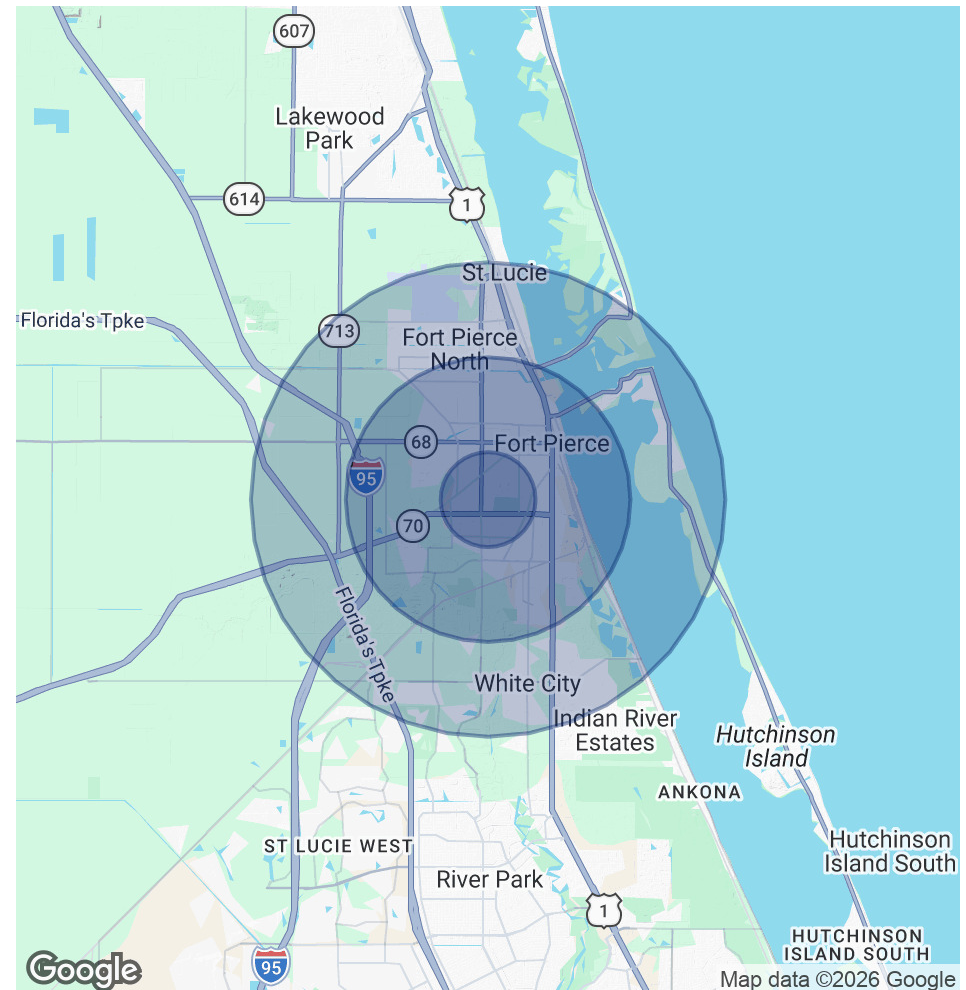 607
Lakewood
Park
614
1
St Lucie
Florida's Tpke
713
Fort Pierce
North
68
Fort Pierce
95
70
Florida's Tpke
White City
Indian River
Estates
Hutchinson
Island
ANKONA
ST LUCIE WEST
Hutchinson
Island South
River Park
1
HUTCHINSON
ISLAND SOUTH
95
Google
Map data ©2026 Google